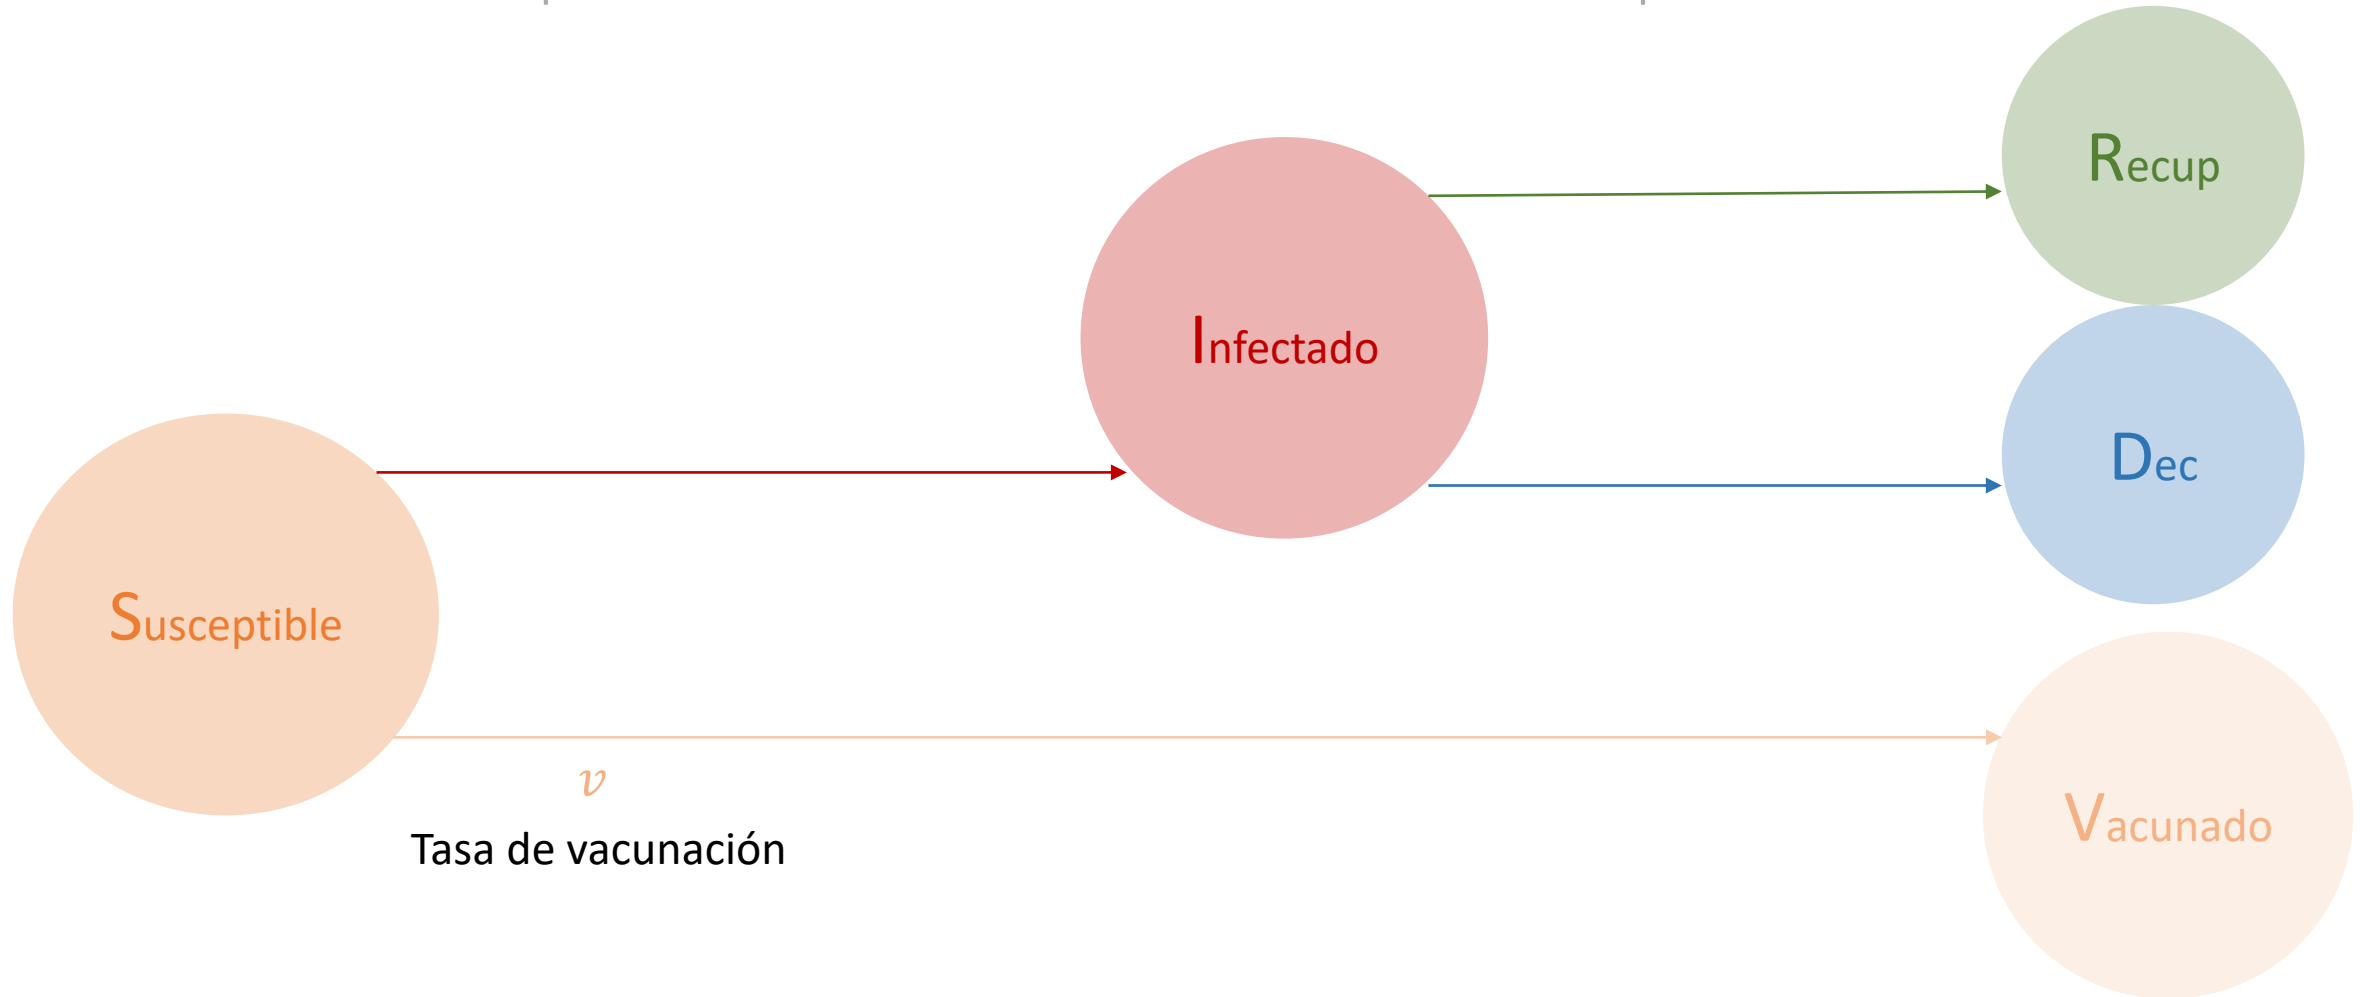 Recup
Infectado
Dec
Susceptible
v
Tasa de vacunación
Vacunado